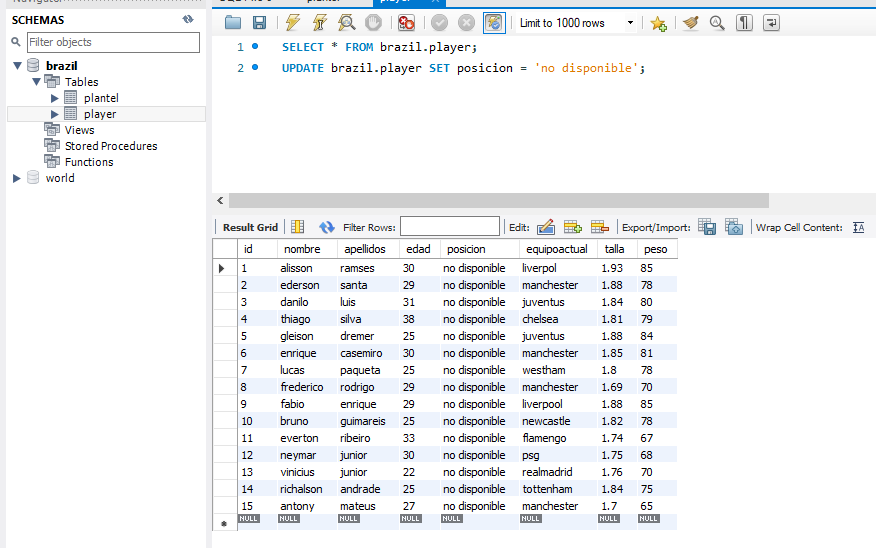 SCHEMAS
Filter objects
brazil
Tables
plantel
player
Views
Stored Procedures
Functions
world
Limit to 1000 rows
1 SELECT * FROM brazil.player;
2 UPDATE brazil.player SET posicion = 'no disponible';
Result Grid Filter Rows: Edit: Export/Import: Wrap Cell Content:
id nombre apellidos edad posicion equipoactual talla peso
1 alisson ramses 30 no disponible liverpol 1.93 85
2 ederson santa 29 no disponible manchester 1.88 78
3 danilo luis 31 no disponible juventus 1.84 80
4 thiago silva 38 no disponible chelsea 1.81 79
5 gleison dremer 25 no disponible juventus 1.88 84
6 enrique casemiro 30 no disponible manchester 1.85 81
7 lucas paqueta 25 no disponible westham 1.8 78
8 frederico rodrigo 29 no disponible manchester 1.69 70
9 fabio enrique 29 no disponible liverpool 1.88 85
10 bruno guimareis 25 no disponible newcastle 1.82 78
11 everton ribeiro 33 no disponible flamengo 1.74 67
12 neymar junior 30 no disponible psg 1.75 68
13 vinicius junior 22 no disponible realmadrid 1.76 70
14 richalson andrade 25 no disponible tottenham 1.84 75
15 antony mateus 27 no disponible manchester 1.7 65
NULL NULL NULL NULL NULL NULL NULL NULL